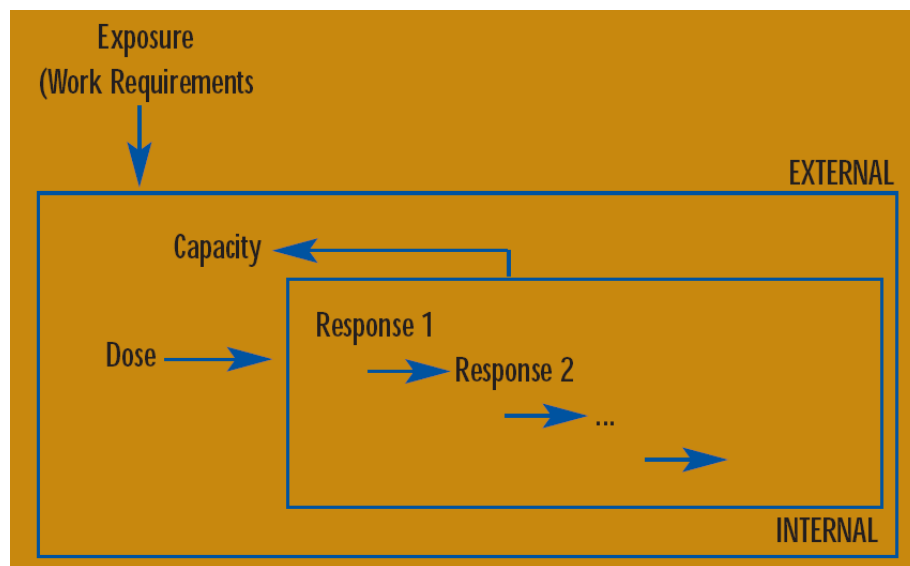 Exposure
(Work Requirements
EXTERNAL
Capacity
Response 1
Dose
Response 2
...
INTERNAL